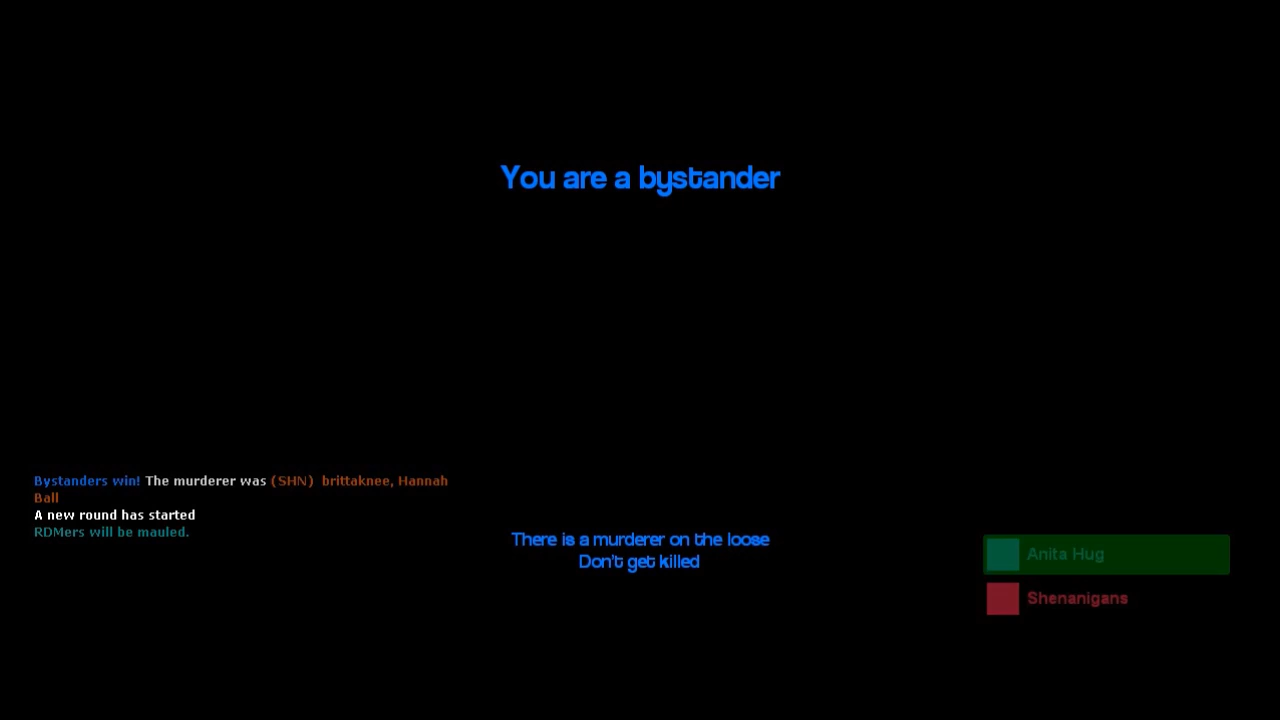 You are a bystander
Bystanders win! The murderer was (SHN) brittaknee, Hannah
Ball
A new round has started
RDMers will be mauled.
There is a murderer on the loose
Don't get killed
Anita Hug
Shenanigans